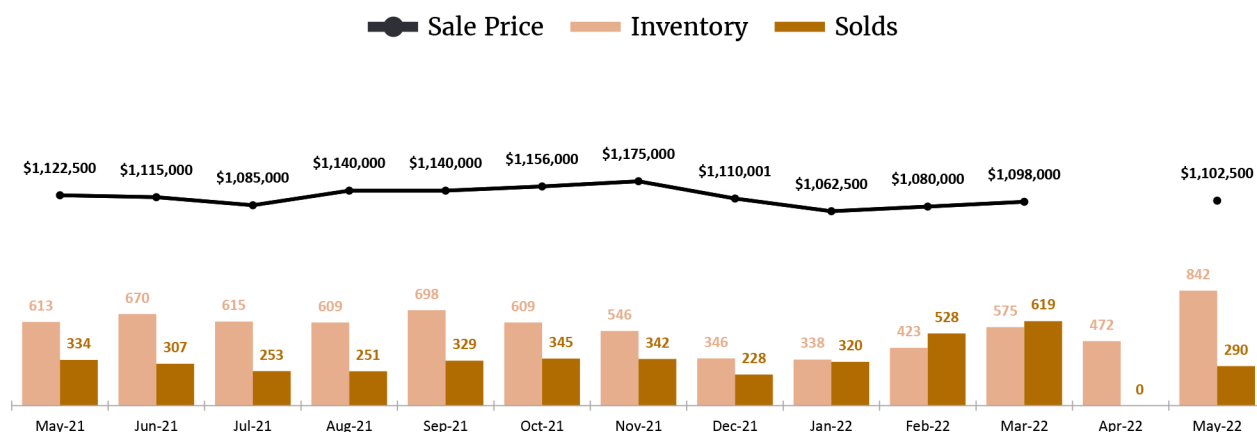 Sale Price Inventory Solds
$1,122,500 $1,115,000 $1,085,000 $1,140,000 $1,140,000 $1,156,000 $1,175,000 $1,110,001 $1,062,500 $1,080,000 $1,098,000 $1,102,500
613 670 615 609 698 609 546 346 338 423 575 472 842
334 307 253 251 329 345 342 228 320 528 619 0 290
May-21 Jun-21 Jul-21 Aug-21 Sep-21 Oct-21 Nov-21 Dec-21 Jan-22 Feb-22 Mar-22 Apr-22 May-22